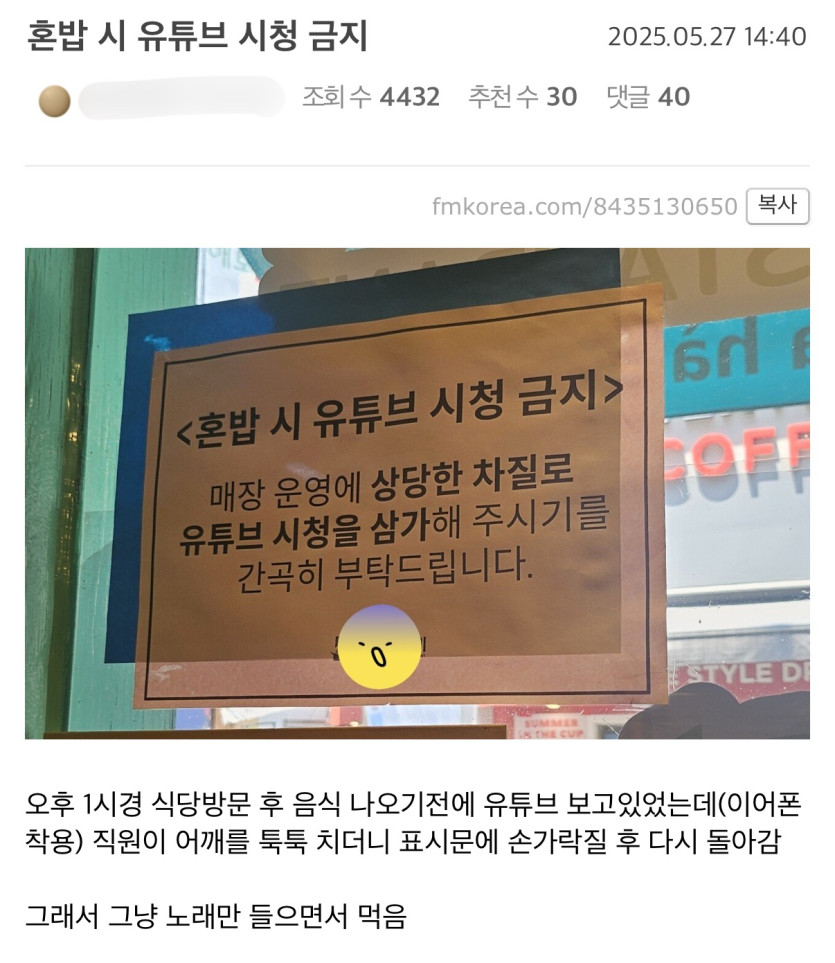 혼밥 시 유튜브 시청 금지
2025.05.27 14:40
조회 수 4432 추천 수 30 댓글 40
fmkorea.com/8435130650 복사
<혼밥 시 유튜브 시청 금지>
매장 운영에 상당한 차질로
유튜브 시청을 삼가해 주시기를
간곡히 부탁드립니다.
COFF
STYLE
SUMMER
IN THE CUP
오후 1시경 식당방문 후 음식 나오기전에 유튜브 보고있었는데(이어폰
착용) 직원이 어깨를 툭툭 치더니 표시문에 손가락질 후 다시 돌아감
그래서 그냥 노래만 들으면서 먹음